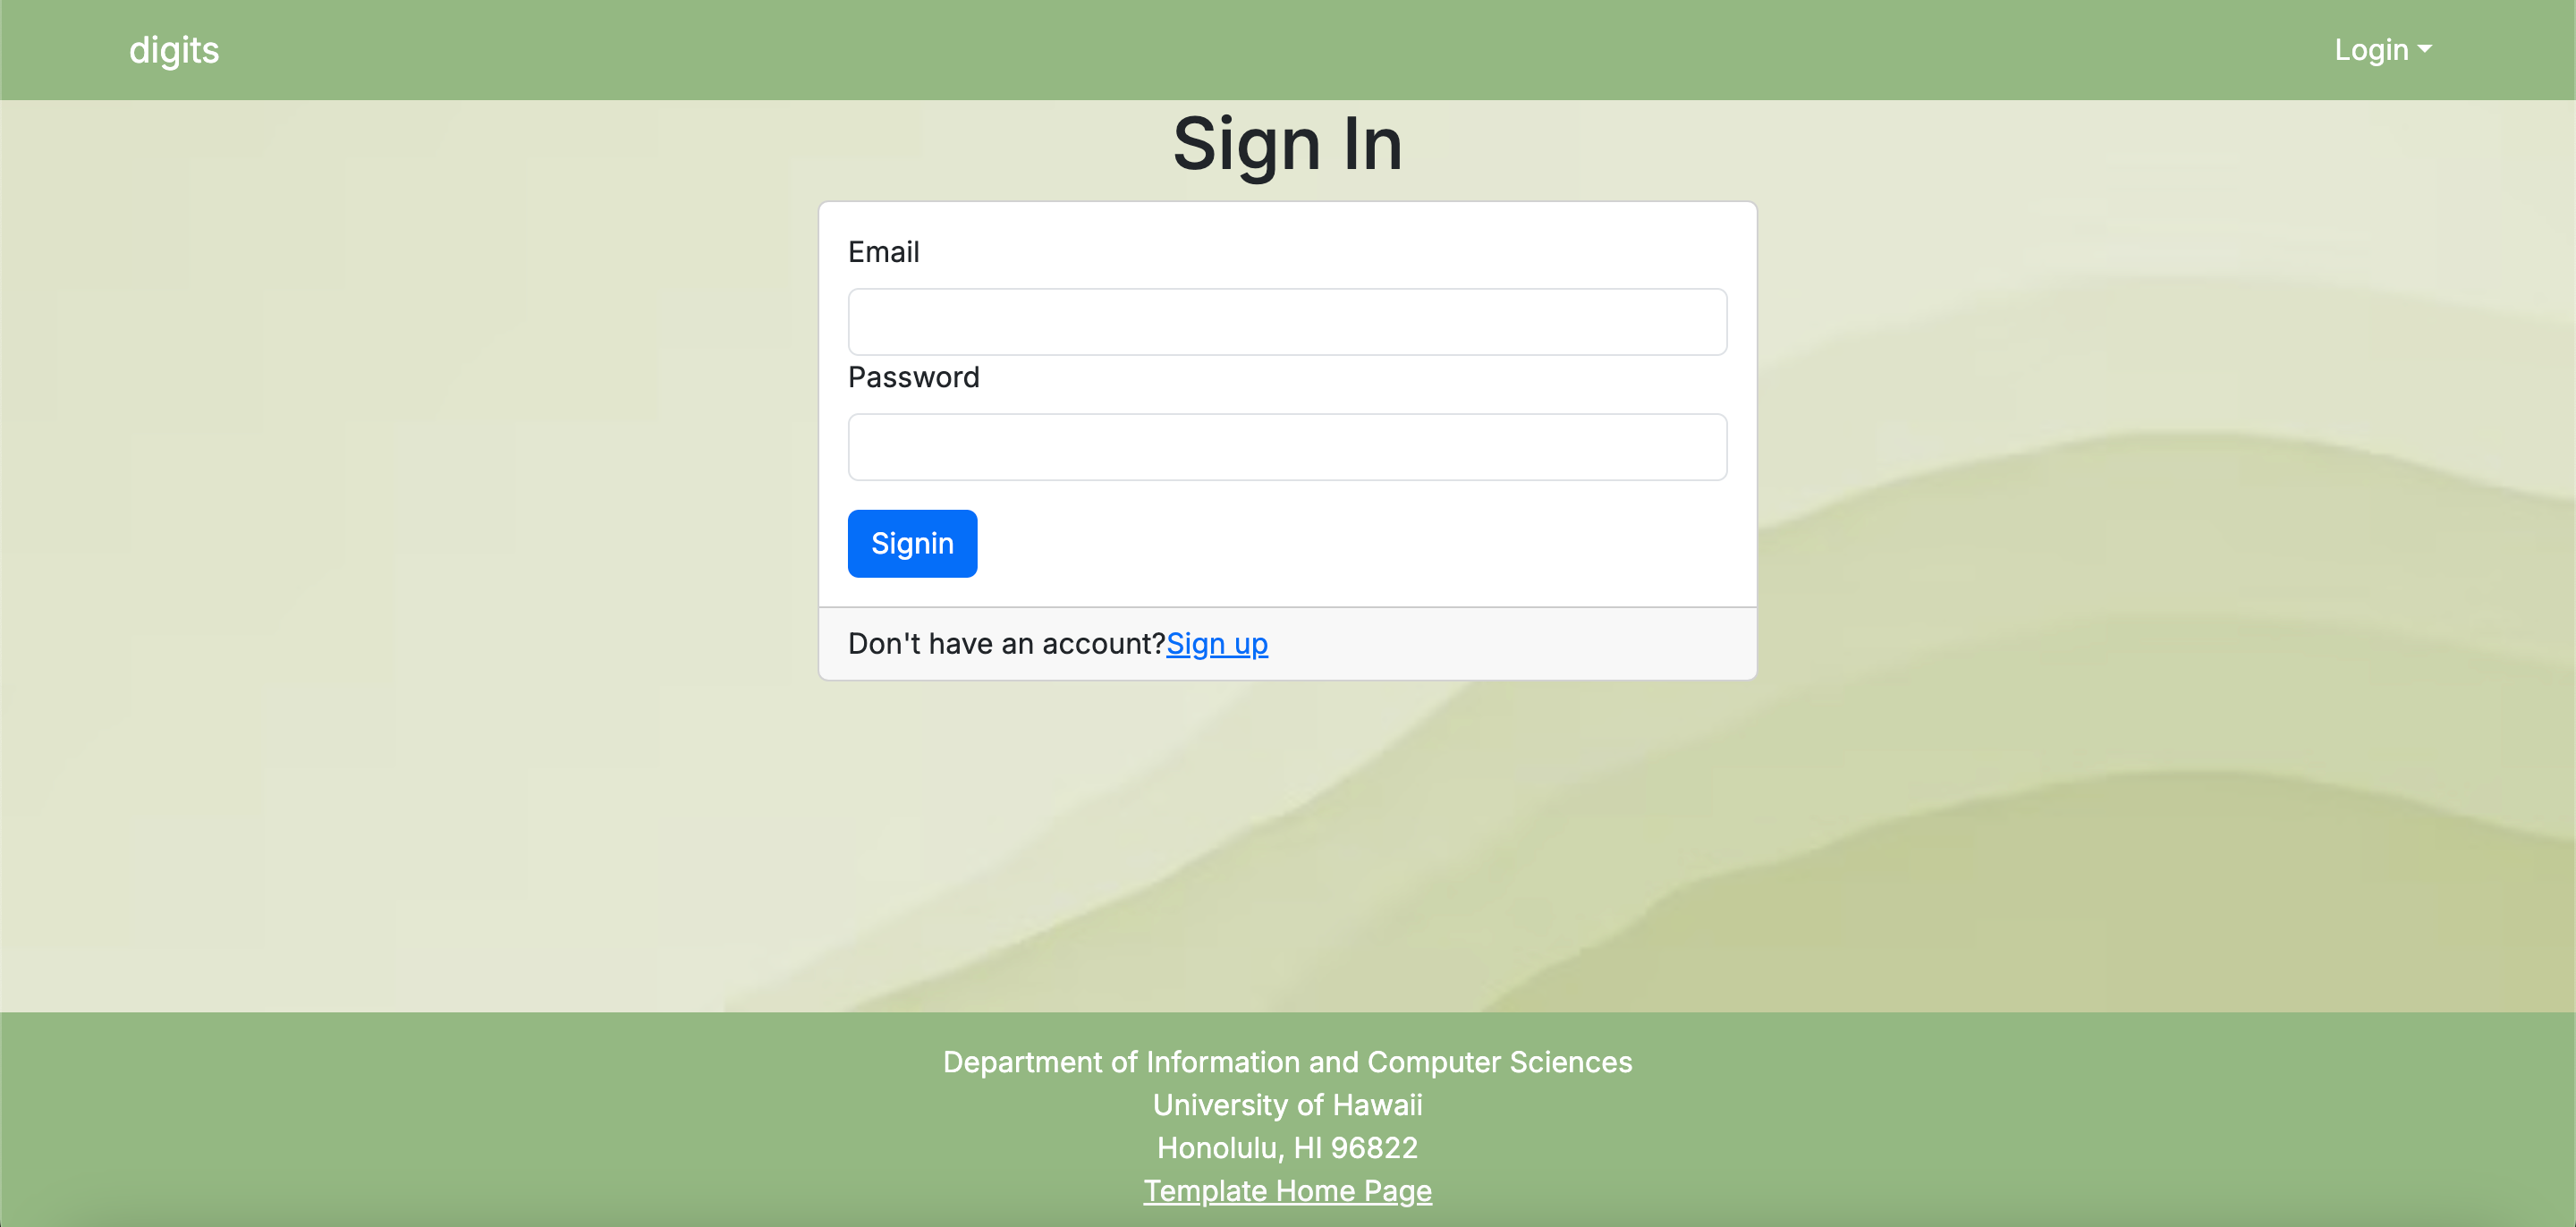 digits
Login
Sign In
Email
Password
Signin
Don't have an account?Sign up
Department of Information and Computer Sciences
University of Hawaii
Honolulu, HI 96822
Template Home Page